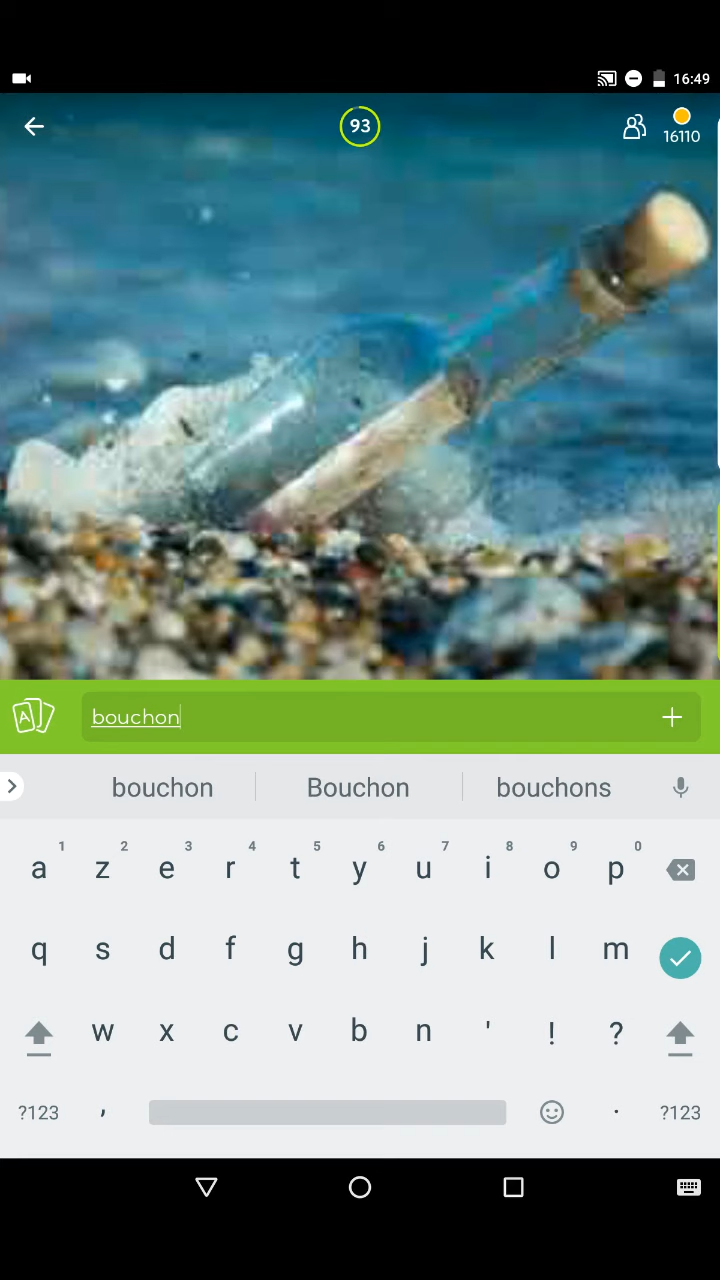 16:49
93
16110
A
bouchon
bouchon Bouchon bouchons
1 2 3 4 5 6 7 8 9 0
a z e r t y u i o p
q s d f g h j k l m
w x c v b n ' ! ?
?123 , . ?123